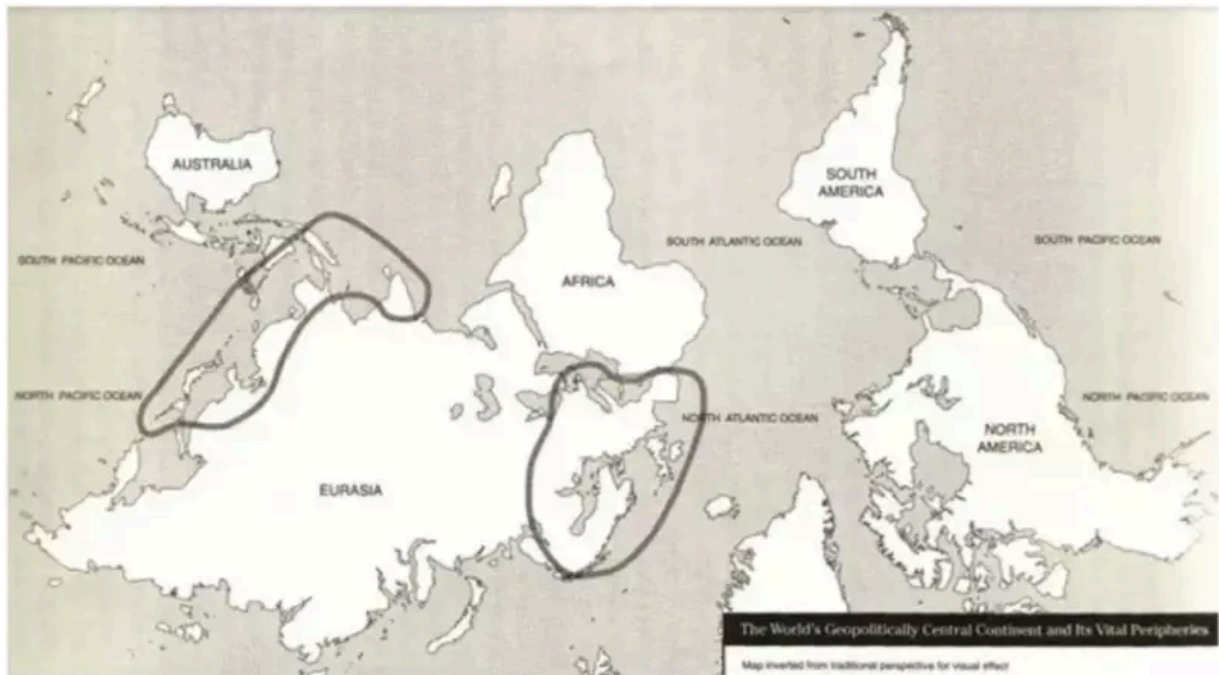 AUSTRALIA
SOUTH
AMERICA
SOUTH PACIFIC OCEAN
SOUTH ATLANTIC OCEAN
SOUTH PACIFIC OCEAN
AFRICA
NORTH PACIFIC OCEAN
NORTH ATLANTIC OCEAN
NORTH PACIFIC OCEAN
NORTH
AMERICA
EURASIA
The World's Geopolitically Central Continent and Its Vital Peripheries
Map inverted from traditional perspective for visual effect